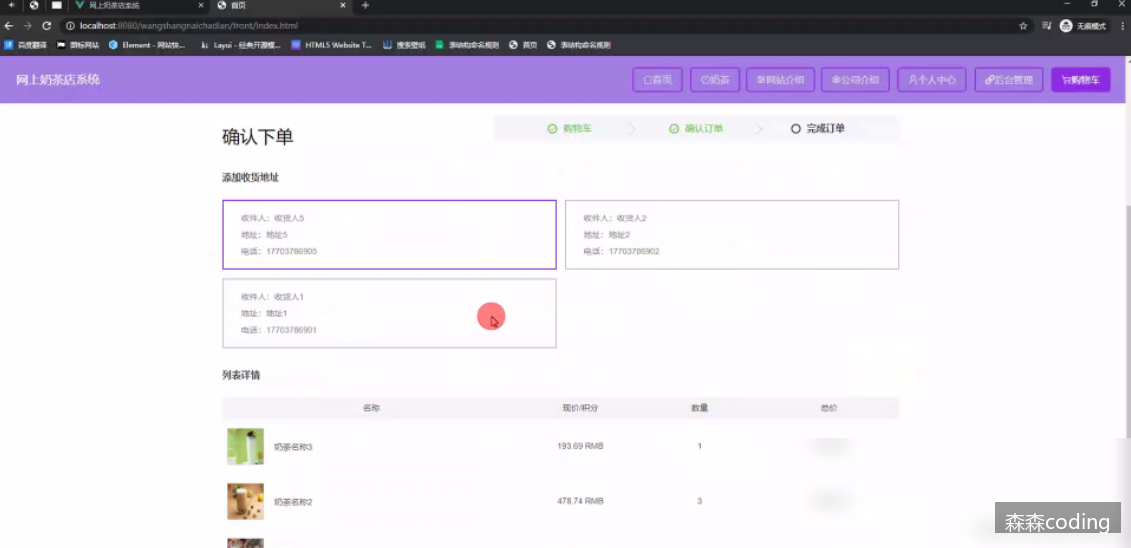 网上奶茶店系统
首页
localhost:8080/wangshangnaichadian/front/index.html
无痕模式
百度翻译
图标网站
Element - 网站快...
Layui - 经典开源模...
HTML5 Website T...
搜索壁纸
表结构命名规则
首页
表结构命名规则
网上奶茶店系统
首页
奶茶
网站介绍
公司介绍
个人中心
后台管理
购物车
确认下单
购物车
确认订单
完成订单
添加收货地址
收件人：收货人5
地址：地址5
电话：17703786905
收件人：收货人2
地址：地址2
电话：17703786902
收件人：收货人1
地址：地址1
电话：17703786901
列表详情
名称 现价/积分 数量 总价
奶茶名称3 193.69 RMB 1
奶茶名称2 478.74 RMB 3
森森coding